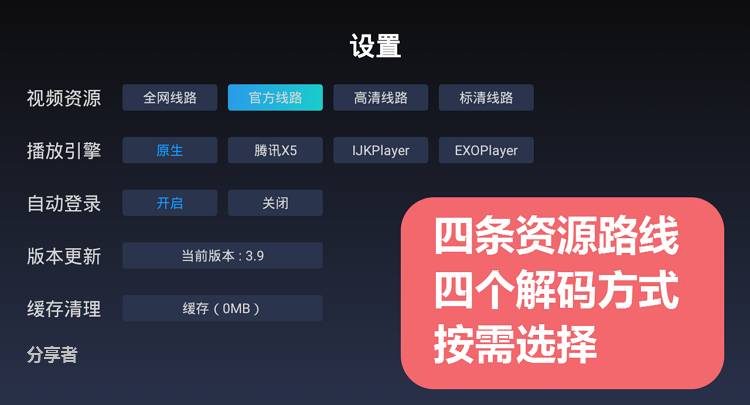 设置
视频资源 全网线路 官方线路 高清线路 标清线路
播放引擎 原生 腾讯X5 IJKPlayer EXOPlayer
自动登录 开启 关闭
版本更新 当前版本 : 3.9
缓存清理 缓存（0MB）
分享者
四条资源路线
四个解码方式
按需选择